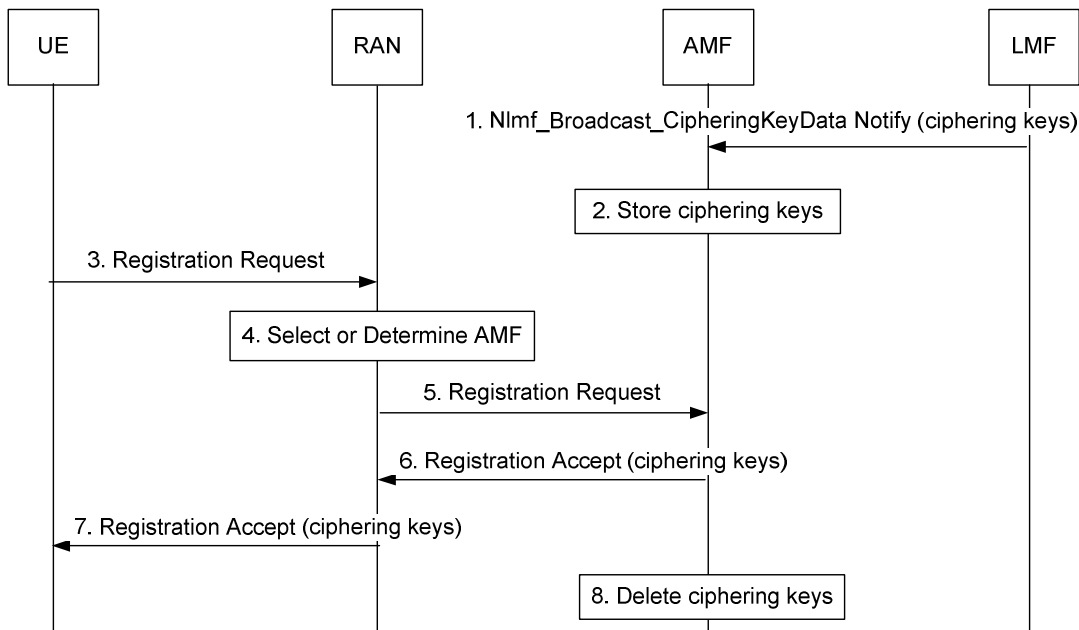 UE
RAN
AMF
LMF
1. Nlmf_Broadcast_CipheringKeyData Notify (ciphering keys)
2. Store ciphering keys
3. Registration Request
4. Select or Determine AMF
5. Registration Request
6. Registration Accept (ciphering keys)
7. Registration Accept (ciphering keys)
8. Delete ciphering keys